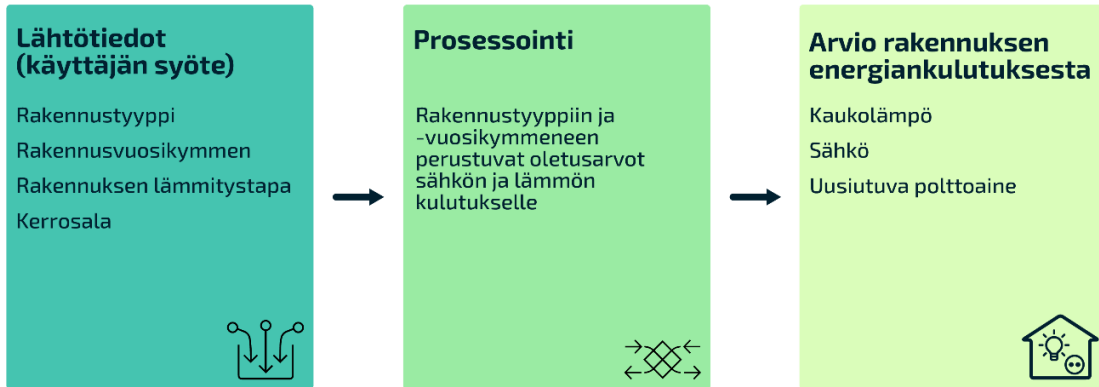 Lähtötiedot
(käyttäjän syöte)
Rakennustyyppi
Rakennusvuosikymmen
Rakennuksen lämmitystapa
Kerrosala
Prosessointi
Rakennustyyppiin ja
-vuosikymmeneen
perustuvat oletusarvot
sähkön ja lämmön
kulutukselle
Arvio rakennuksen
energiankulutuksesta
Kaukolämpö
Sähkö
Uusiutuva polttoaine